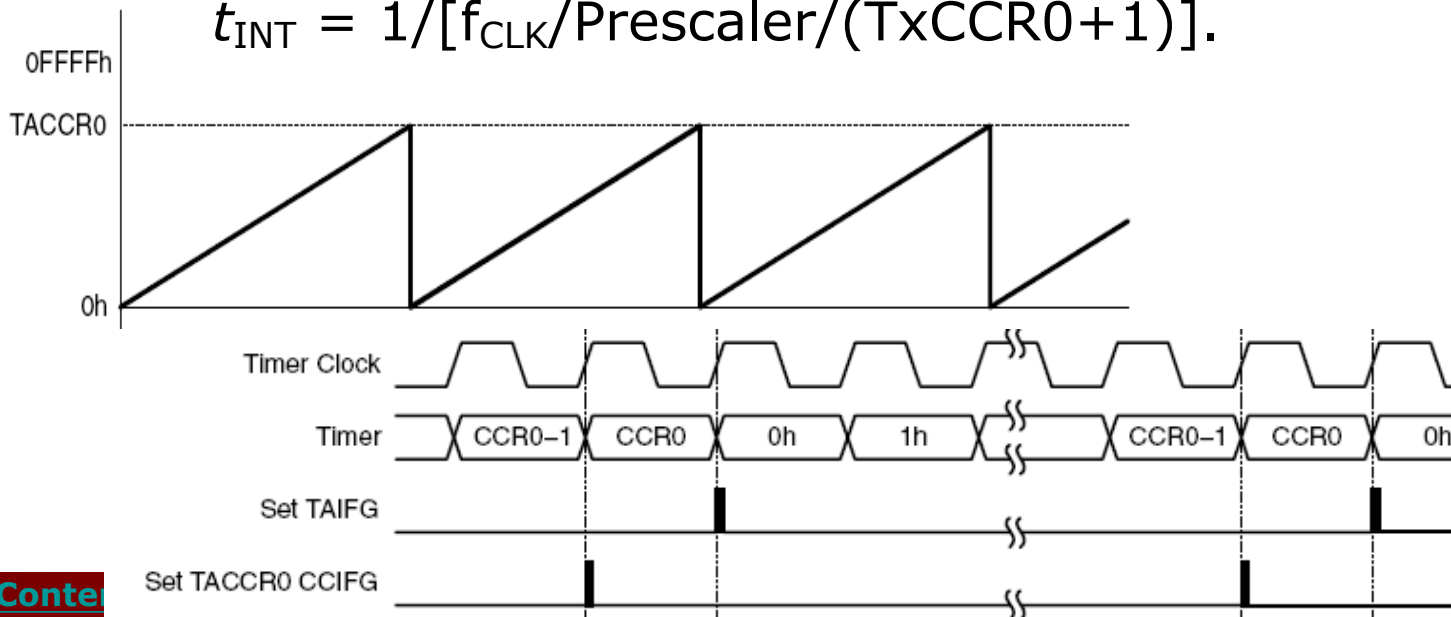 tINT = 1/[fCLK/Prescaler/(TxCCR0+1)].
0FFFFh
TACCR0
0h
Timer Clock
Timer CCR0–1 CCR0 0h 1h CCR0–1 CCR0 0h
Set TAIFG
Set TACCR0 CCIFG